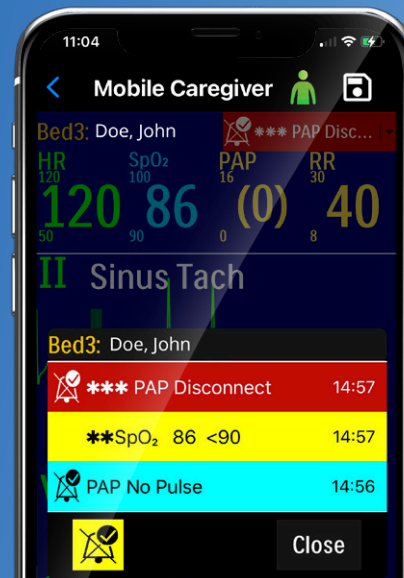 11:04
Mobile Caregiver
Bed3: Doe, John *** PAP Disc...
HR SpO₂ PAP RR
120 100 16 30
120 86 (0) 40
50 90 0 8
II Sinus Tach
Bed3: Doe, John
*** PAP Disconnect 14:57
**SpO₂ 86 <90 14:57
PAP No Pulse 14:56
Close